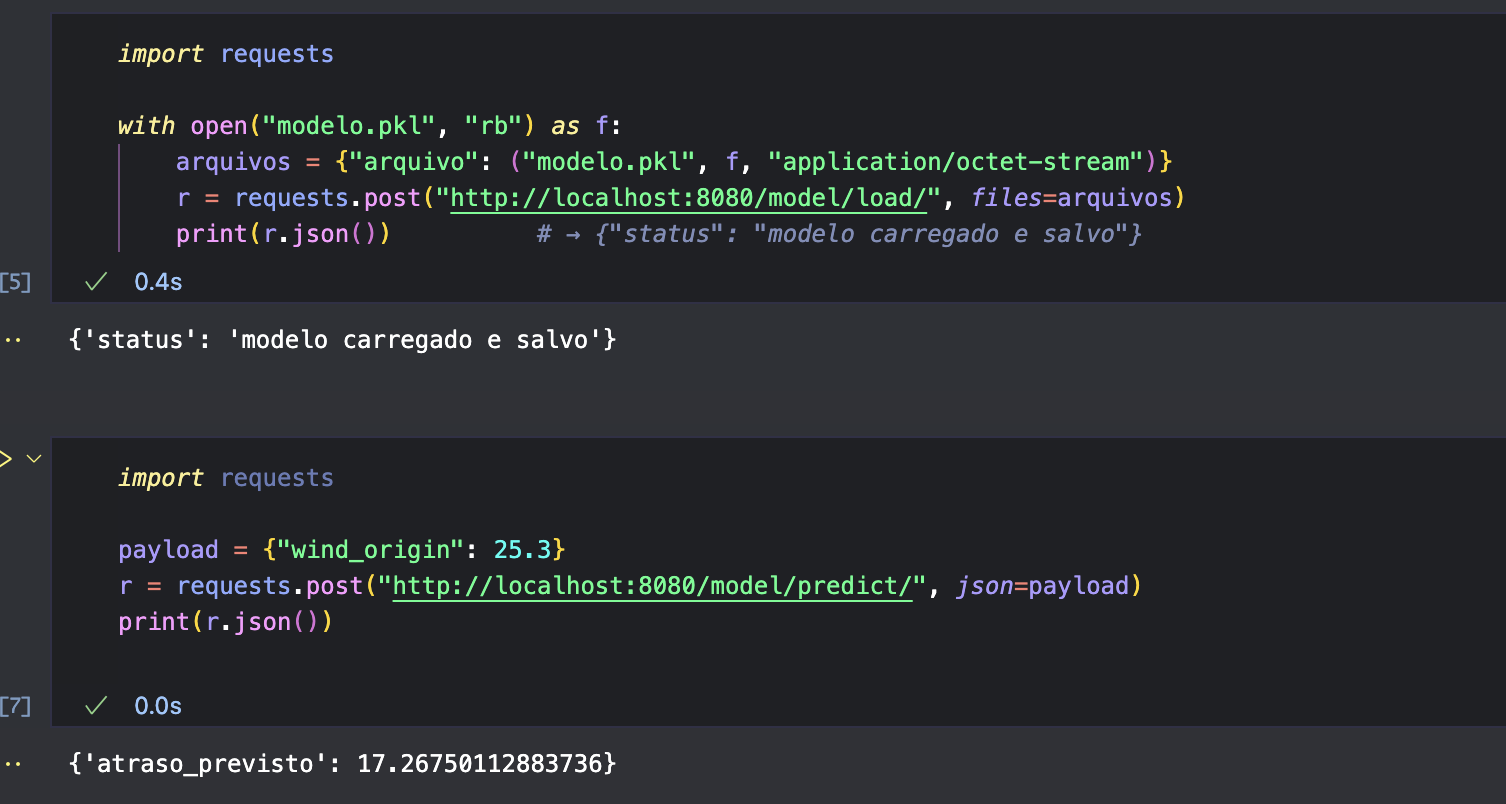 import requests
with open("modelo.pkl", "rb") as f:
    arquivos = {"arquivo": ("modelo.pkl", f, "application/octet-stream")}
    r = requests.post("http://localhost:8080/model/load/", files=arquivos)
    print(r.json())         # → {"status": "modelo carregado e salvo"}
[5] ✓ 0.4s
{'status': 'modelo carregado e salvo'}
import requests
payload = {"wind_origin": 25.3}
r = requests.post("http://localhost:8080/model/predict/", json=payload)
print(r.json())
[7] ✓ 0.0s
{'atraso_previsto': 17.26750112883736}